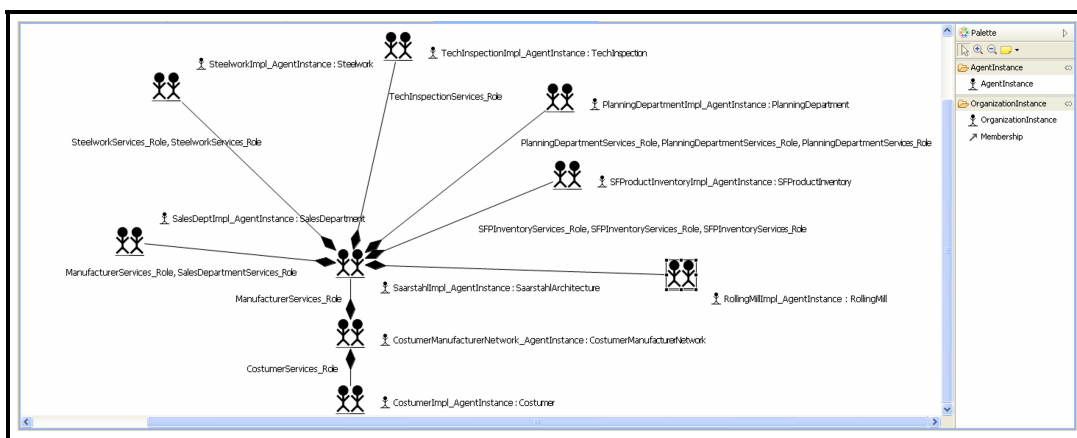 SteelworkImpl_AgentInstance : Steelwork
TechInspectionImpl_AgentInstance : TechInspection
TechInspectionServices_Role
PlanningDepartmentImpl_AgentInstance : PlanningDepartment
SteelworkServices_Role, SteelworkServices_Role
PlanningDepartmentServices_Role, PlanningDepartmentServices_Role, PlanningDepartmentServices_Role
SFProductInventoryImpl_AgentInstance : SFProductInventory
SalesDeptImpl_AgentInstance : SalesDepartment
SFPInventoryServices_Role, SFPInventoryServices_Role, SFPInventoryServices_Role
ManufacturerServices_Role, SalesDepartmentServices_Role
SaarstahlImpl_AgentInstance : SaarstahlArchitecture
ManufacturerServices_Role
RollingMillImpl_AgentInstance : RollingMill
CostumerManufacturerNetwork_AgentInstance : CostumerManufacturerNetwork
CostumerServices_Role
CostumerImpl_AgentInstance : Costumer
Palette
AgentInstance
AgentInstance
OrganizationInstance
OrganizationInstance
Membership